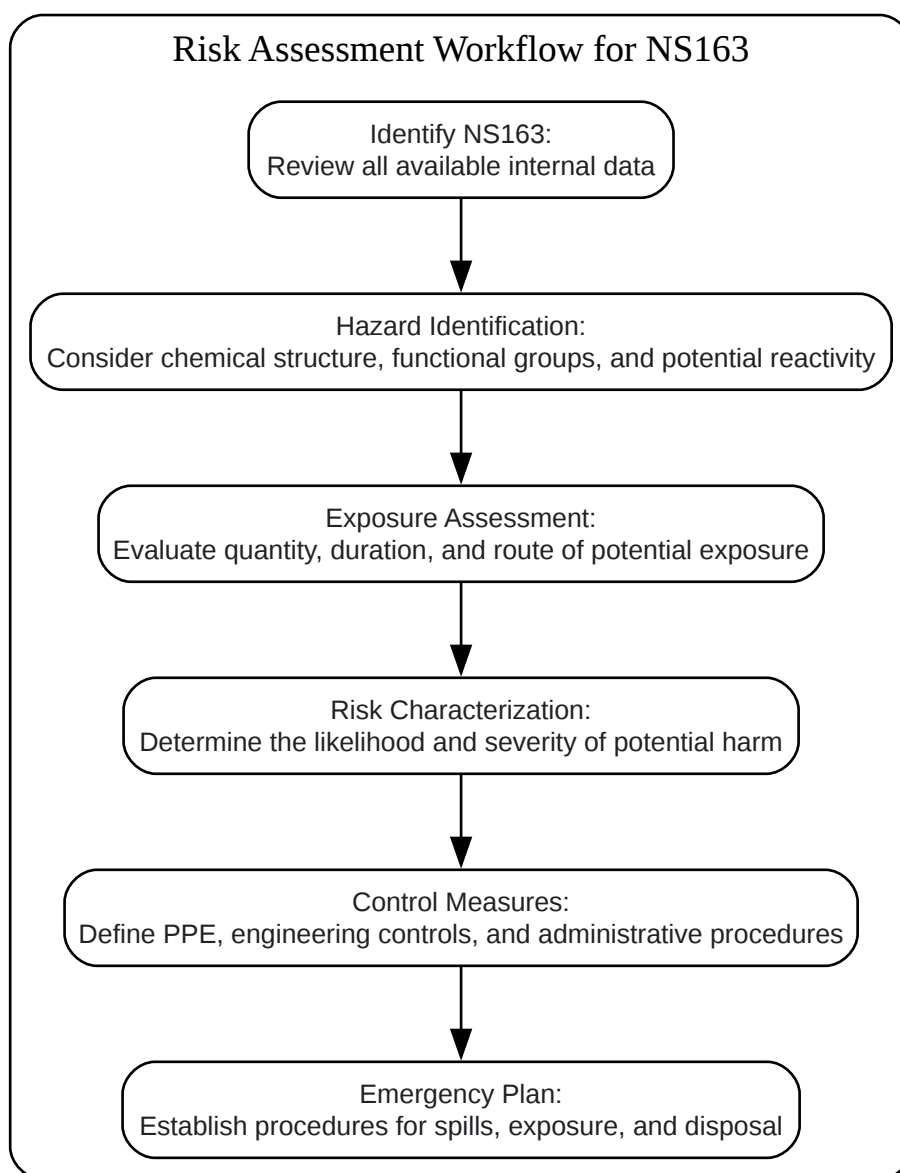 Risk Assessment Workflow for NS163
Identify NS163:
Review all available internal data
Hazard Identification:
Consider chemical structure, functional groups, and potential reactivity
Exposure Assessment:
Evaluate quantity, duration, and route of potential exposure
Risk Characterization:
Determine the likelihood and severity of potential harm
Control Measures:
Define PPE, engineering controls, and administrative procedures
Emergency Plan:
Establish procedures for spills, exposure, and disposal